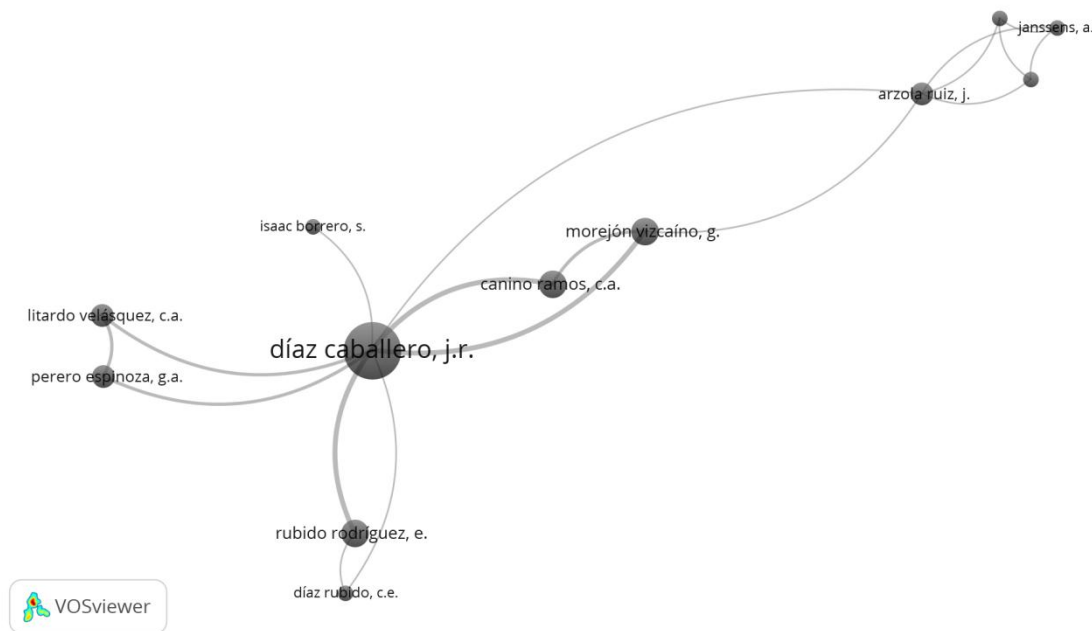 janssens, a.
arzola ruiz, j.
isaac borrero, s.
morejón vizcaíno, g.
canino ramos, c.a.
litardo velásquez, c.a.
díaz caballero, j.r.
perero espinoza, g.a.
rubido rodríguez, e.
díaz rubido, c.e.
VOSviewer